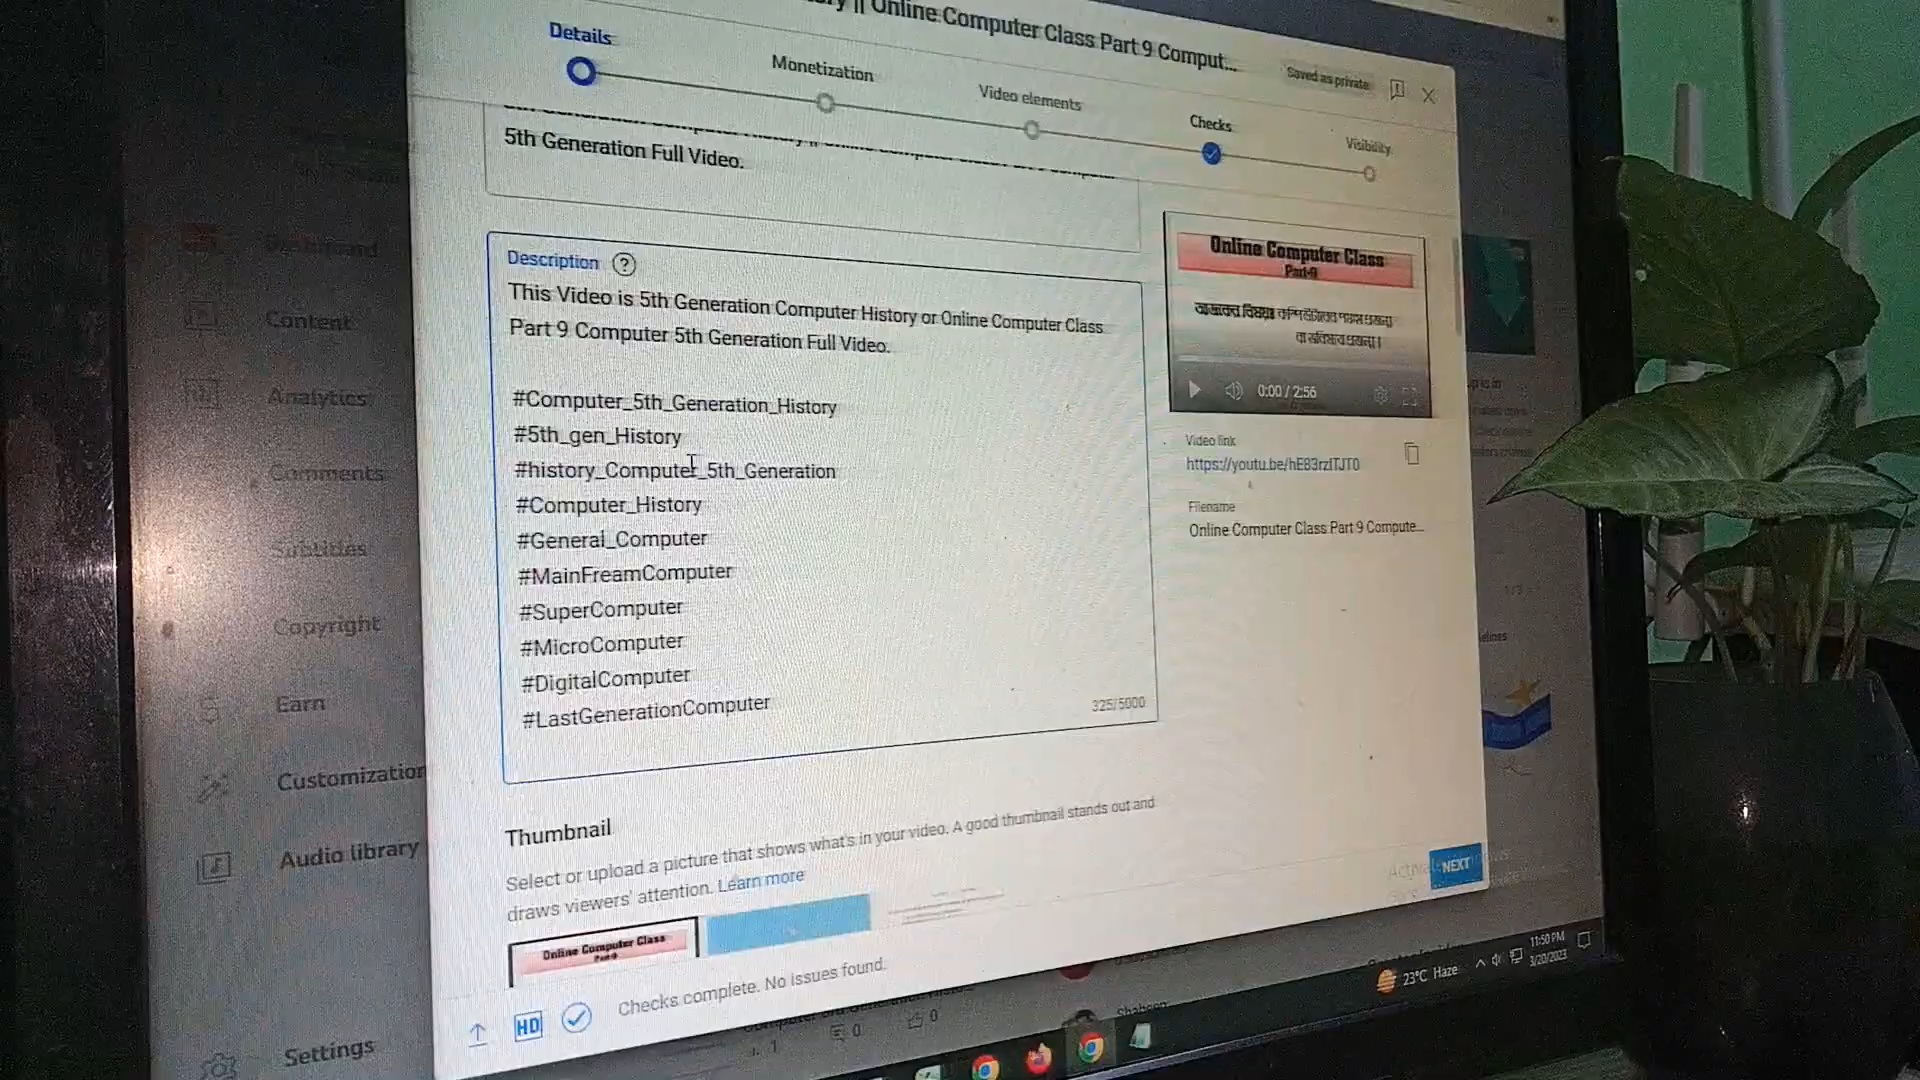 Online Computer Class Part 9 Comput...
Details
Monetization
Video elements
Checks
Visibility
Saved as private
5th Generation Full Video.
Description
This Video is 5th Generation Computer History or Online Computer Class
Part 9 Computer 5th Generation Full Video.
#Computer_5th_Generation_History
#5th_gen_History
#history_Computer_5th_Generation
#Computer_History
#General_Computer
#MainFreamComputer
#SuperComputer
#MicroComputer
#DigitalComputer
#LastGenerationComputer
325/5000
Online Computer Class
Part-9
0:00 / 2:56
Video link
https://youtu.be/hE83rzITJT0
Filename
Online Computer Class Part 9 Compute...
Thumbnail
Select or upload a picture that shows what's in your video. A good thumbnail stands out and
draws viewers' attention. Learn more
Online Computer Class
Part-9
NEXT
HD
Checks complete. No issues found.
Dashboard
Content
Analytics
Comments
Subtitles
Copyright
Earn
Customization
Audio library
Settings
1
0
0
23°C Haze
11:50 PM
3/20/2023